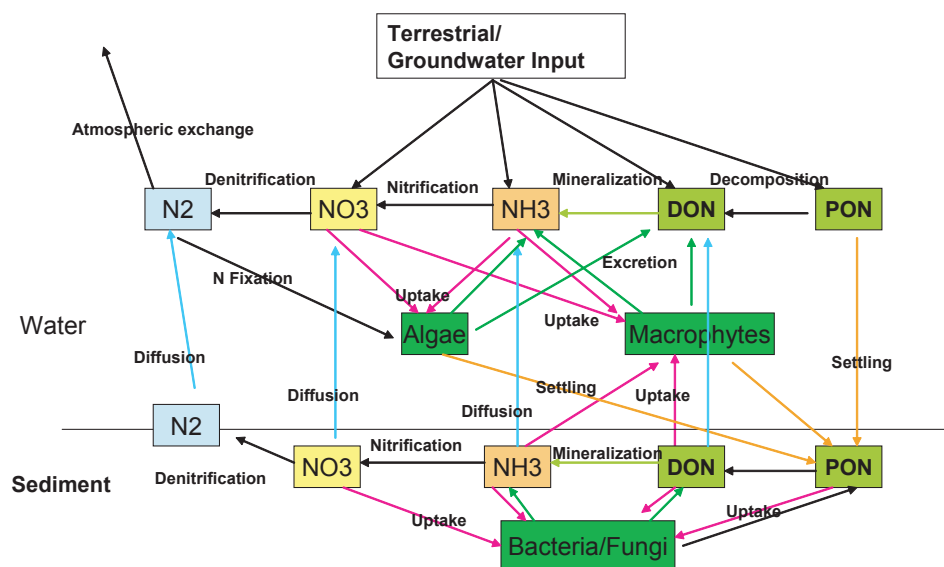 Terrestrial/
Groundwater Input
Atmospheric exchange
Denitrification
Nitrification
Mineralization
Decomposition
N2
NO3
NH3
DON
PON
N Fixation
Uptake
Excretion
Uptake
Water
Algae
Macrophytes
Diffusion
Settling
Diffusion
Settling
Diffusion
Uptake
N2
Nitrification
Mineralization
NO3
NH3
DON
PON
Sediment
Denitrification
Uptake
Uptake
Bacteria/Fungi